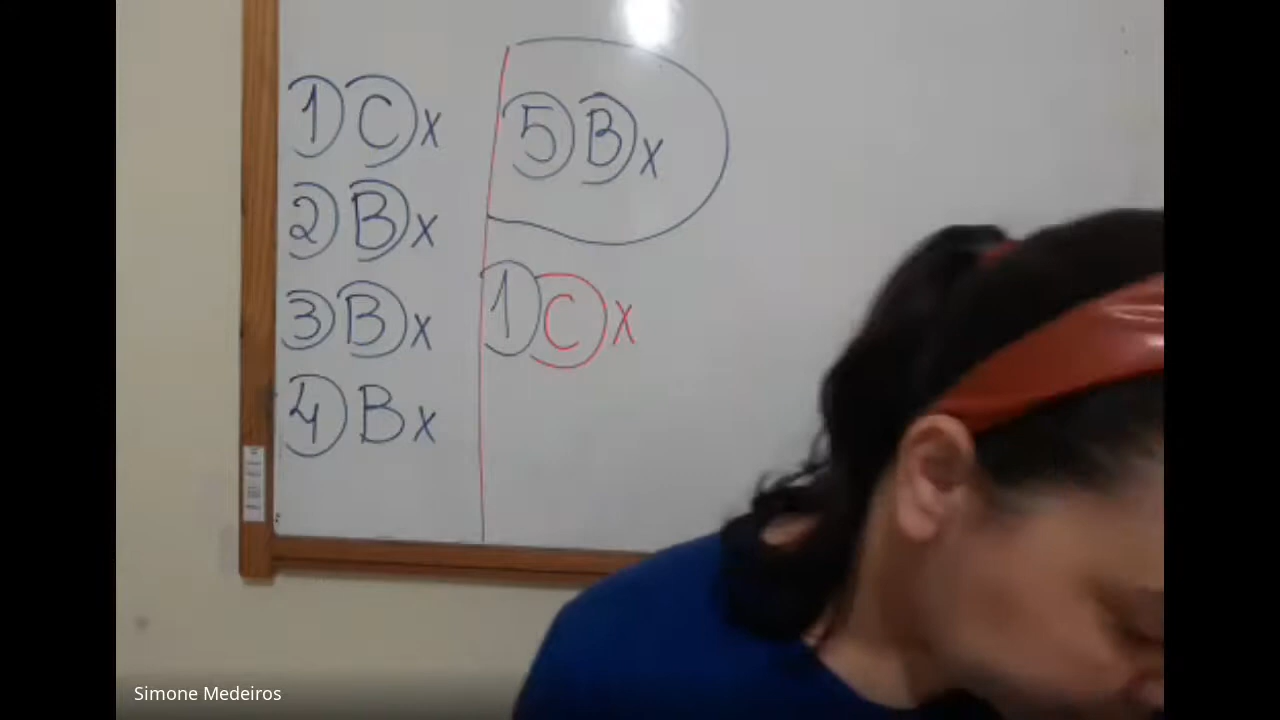 1) C x
2) B x
3) B x
4) B x
5) B x
1) C x
Simone Medeiros